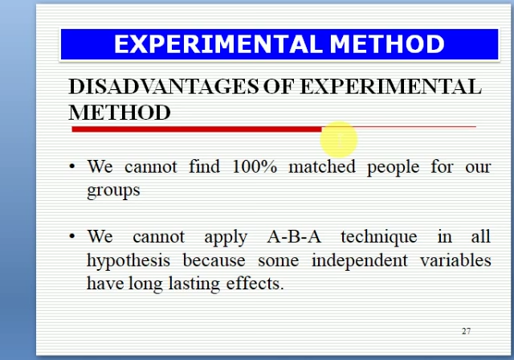 EXPERIMENTAL METHOD
DISADVANTAGES OF EXPERIMENTAL
METHOD
• We cannot find 100% matched people for our
groups
• We cannot apply A-B-A technique in all
hypothesis because some independent variables
have long lasting effects.
27